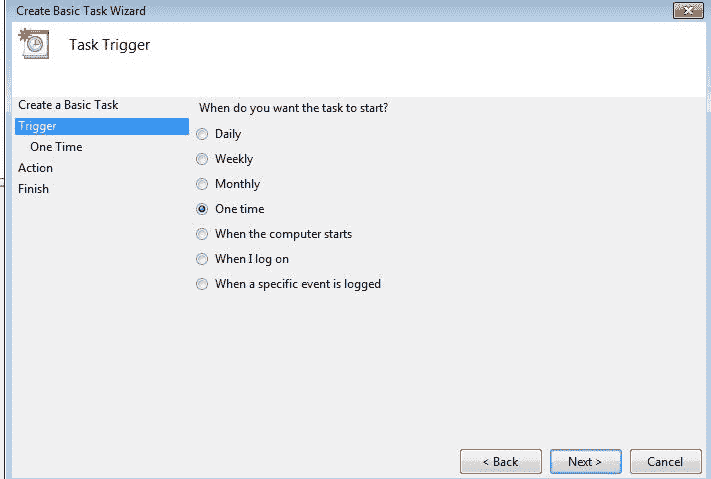 Create Basic Task Wizard
Task Trigger
Create a Basic Task
Trigger
One Time
Action
Finish
When do you want the task to start?
Daily
Weekly
Monthly
One time
When the computer starts
When I log on
When a specific event is logged
< Back
Next >
Cancel